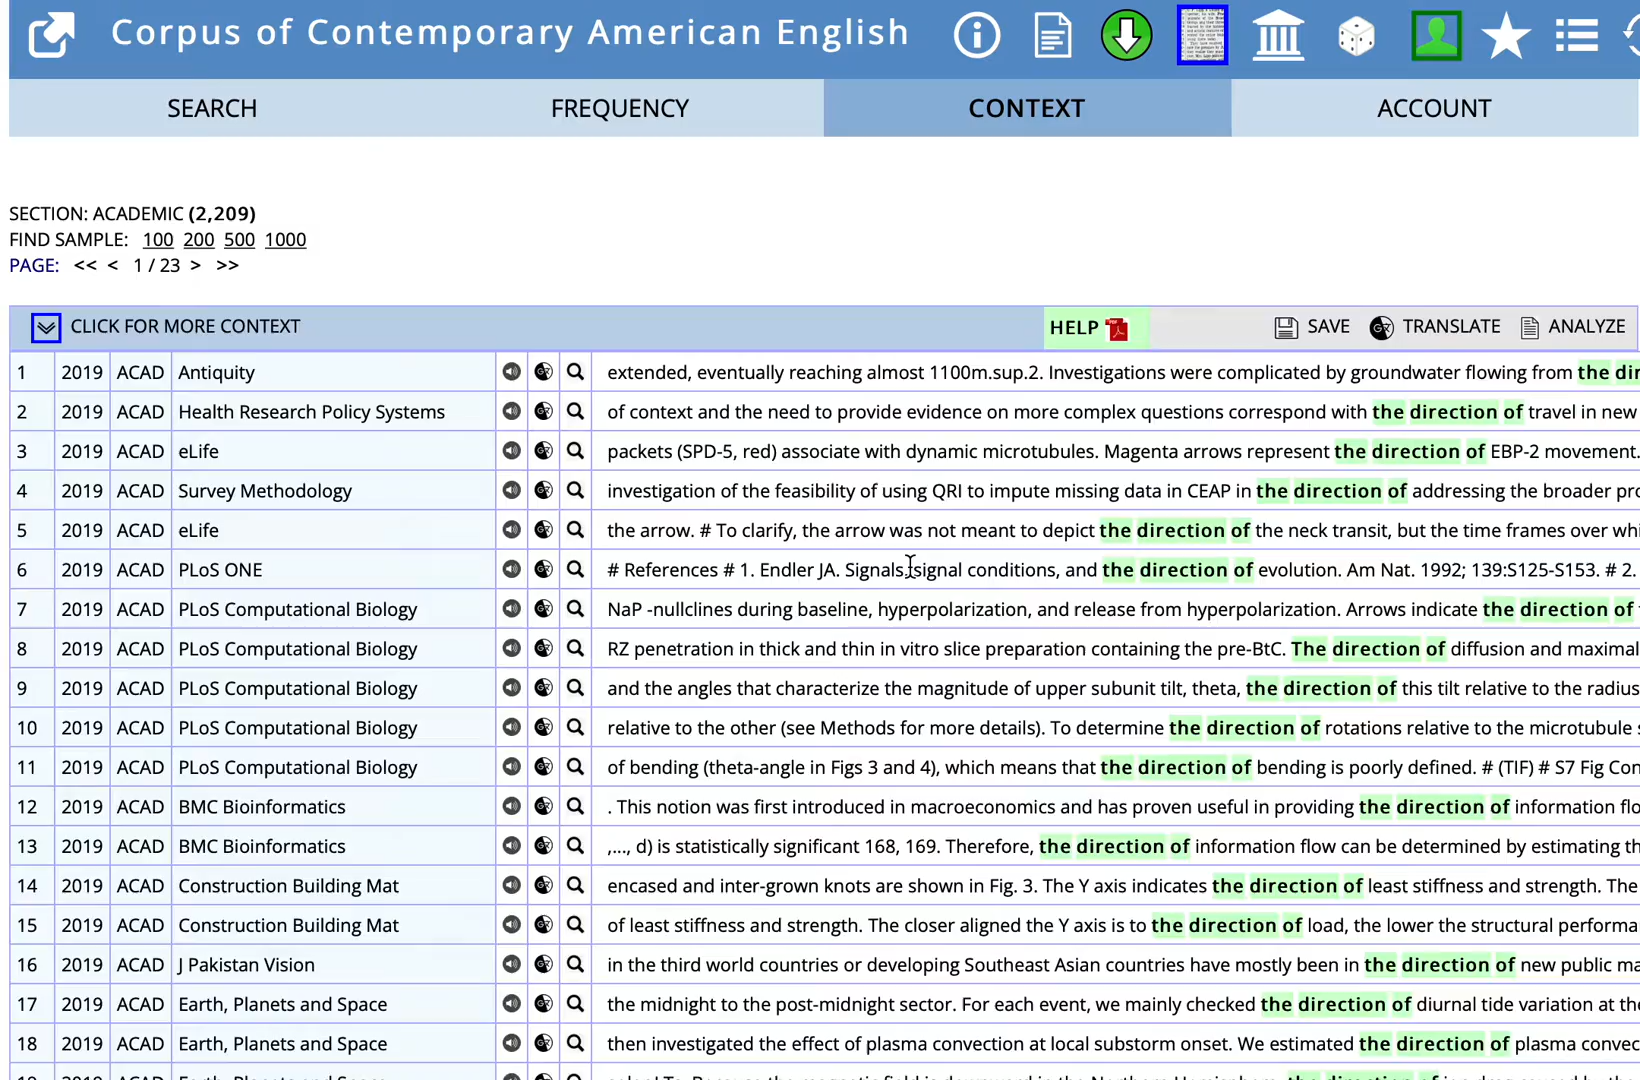 Corpus of Contemporary American English
SEARCH FREQUENCY CONTEXT ACCOUNT
SECTION: ACADEMIC (2,209)
FIND SAMPLE: 100 200 500 1000
PAGE: << < 1 / 23 > >>
CLICK FOR MORE CONTEXT HELP SAVE TRANSLATE ANALYZE
1 2019 ACAD Antiquity extended, eventually reaching almost 1100m.sup.2. Investigations were complicated by groundwater flowing from the dir
2 2019 ACAD Health Research Policy Systems of context and the need to provide evidence on more complex questions correspond with the direction of travel in new
3 2019 ACAD eLife packets (SPD-5, red) associate with dynamic microtubules. Magenta arrows represent the direction of EBP-2 movement.
4 2019 ACAD Survey Methodology investigation of the feasibility of using QRI to impute missing data in CEAP in the direction of addressing the broader pro
5 2019 ACAD eLife the arrow. # To clarify, the arrow was not meant to depict the direction of the neck transit, but the time frames over whi
6 2019 ACAD PLoS ONE # References # 1. Endler JA. Signals, signal conditions, and the direction of evolution. Am Nat. 1992; 139:S125-S153. # 2.
7 2019 ACAD PLoS Computational Biology NaP -nullclines during baseline, hyperpolarization, and release from hyperpolarization. Arrows indicate the direction of
8 2019 ACAD PLoS Computational Biology RZ penetration in thick and thin in vitro slice preparation containing the pre-BtC. The direction of diffusion and maximal
9 2019 ACAD PLoS Computational Biology and the angles that characterize the magnitude of upper subunit tilt, theta, the direction of this tilt relative to the radius
10 2019 ACAD PLoS Computational Biology relative to the other (see Methods for more details). To determine the direction of rotations relative to the microtubule s
11 2019 ACAD PLoS Computational Biology of bending (theta-angle in Figs 3 and 4), which means that the direction of bending is poorly defined. # (TIF) # S7 Fig Con
12 2019 ACAD BMC Bioinformatics . This notion was first introduced in macroeconomics and has proven useful in providing the direction of information flo
13 2019 ACAD BMC Bioinformatics ,..., d) is statistically significant 168, 169. Therefore, the direction of information flow can be determined by estimating th
14 2019 ACAD Construction Building Mat encased and inter-grown knots are shown in Fig. 3. The Y axis indicates the direction of least stiffness and strength. The
15 2019 ACAD Construction Building Mat of least stiffness and strength. The closer aligned the Y axis is to the direction of load, the lower the structural performa
16 2019 ACAD J Pakistan Vision in the third world countries or developing Southeast Asian countries have mostly been in the direction of new public ma
17 2019 ACAD Earth, Planets and Space the midnight to the post-midnight sector. For each event, we mainly checked the direction of diurnal tide variation at the
18 2019 ACAD Earth, Planets and Space then investigated the effect of plasma convection at local substorm onset. We estimated the direction of plasma convec